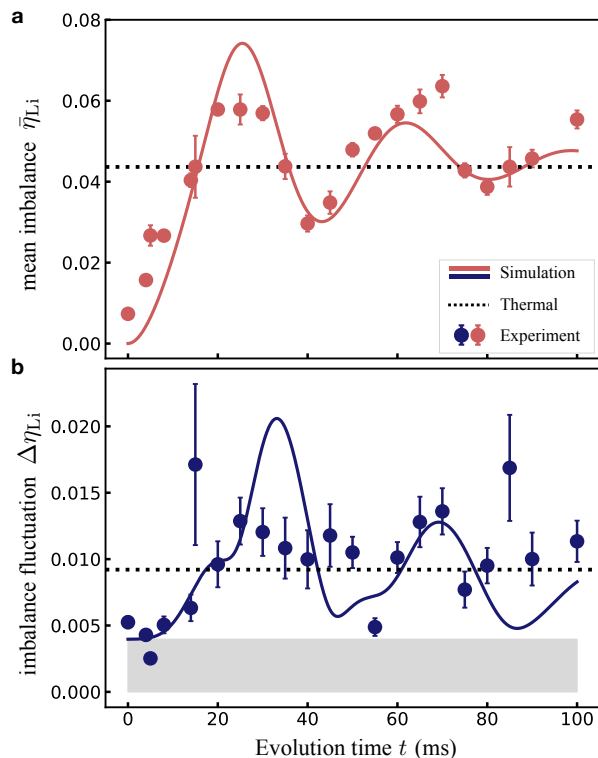 a
mean imbalance η̄Li
0.08
0.06
0.04
0.02
0.00
Simulation
Thermal
Experiment
b
imbalance fluctuation ΔηLi
0.020
0.015
0.010
0.005
0.000
0
20
40
60
80
100
Evolution time t (ms)